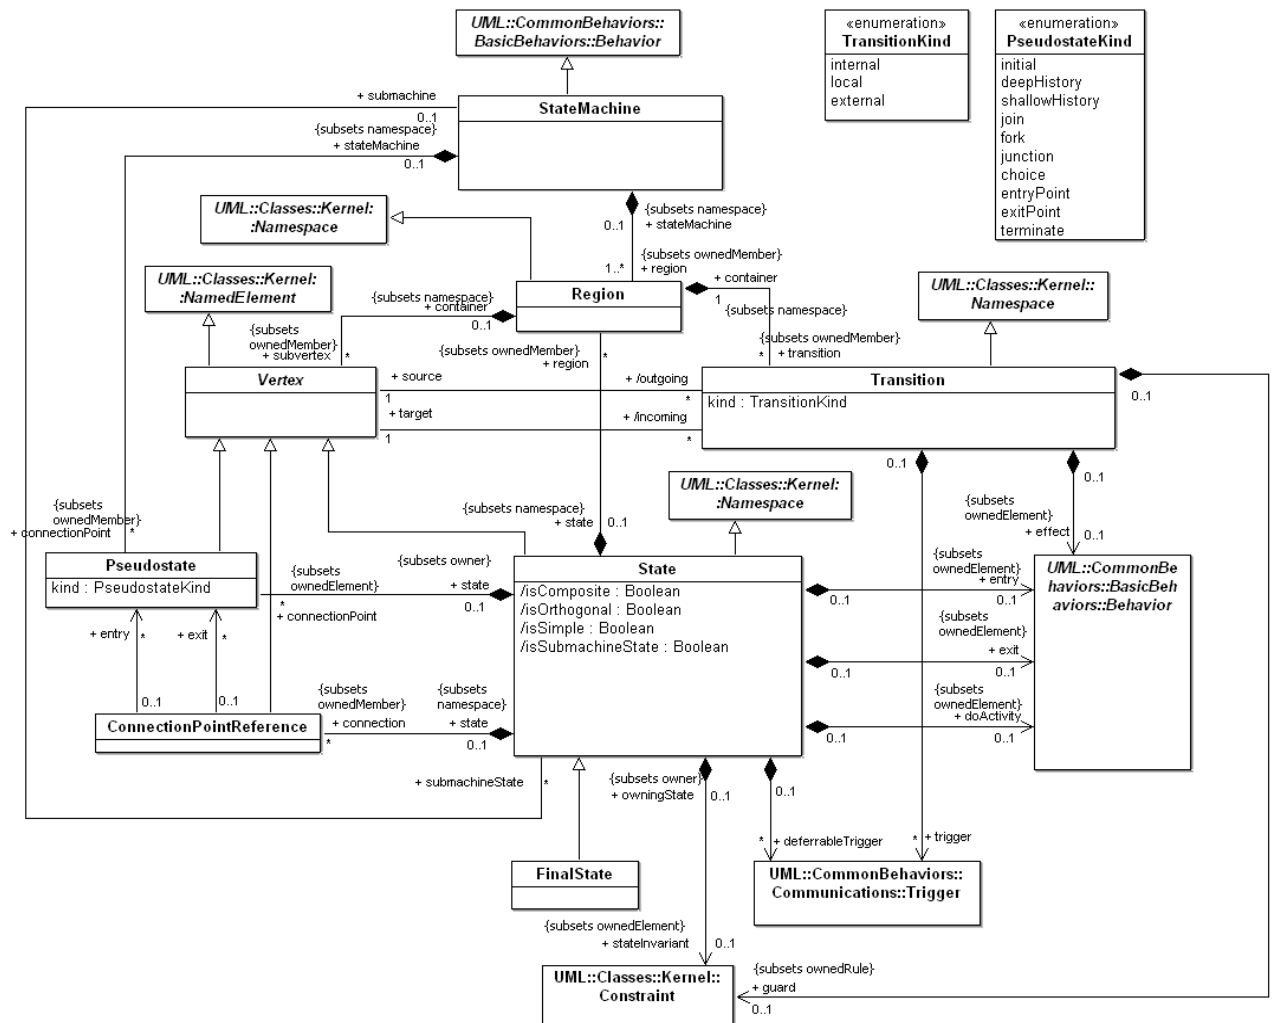 UML::CommonBehaviors::
BasicBehaviors::Behavior
«enumeration»
TransitionKind
internal
local
external
«enumeration»
PseudostateKind
initial
deepHistory
shallowHistory
join
fork
junction
choice
entryPoint
exitPoint
terminate
+ submachine
0..1
StateMachine
{subsets namespace}
+ stateMachine
0..1
UML::Classes::Kernel:
:Namespace
{subsets namespace}
0..1
+ stateMachine
{subsets ownedMember}
1..*
+ region
UML::Classes::Kernel:
:NamedElement
{subsets namespace}
+ container
0..1
Region
+ container
1
{subsets namespace}
UML::Classes::Kernel::
Namespace
{subsets
ownedMember}
+ subvertex
*
{subsets ownedMember}
+ region
*
{subsets ownedMember}
* + transition
Vertex
+ source
1
+ /outgoing
*
+ target
1
+ /incoming
*
Transition
kind : TransitionKind
0..1
0..1
0..1
UML::Classes::Kernel:
:Namespace
{subsets
ownedMember}
+ connectionPoint
*
{subsets namespace}
+ state
0..1
{subsets
ownedElement}
+ effect
0..1
Pseudostate
kind : PseudostateKind
{subsets
ownedElement}
*
+ connectionPoint
{subsets owner}
+ state
0..1
State
/isComposite : Boolean
/isOrthogonal : Boolean
/isSimple : Boolean
/isSubmachineState : Boolean
{subsets
ownedElement}
+ entry
0..1
0..1
UML::CommonBe
haviors::BasicBeh
aviors::Behavior
{subsets
ownedElement}
+ exit
0..1
0..1
{subsets
ownedElement}
+ doActivity
0..1
0..1
+ entry
*
+ exit
*
0..1
0..1
ConnectionPointReference
{subsets
ownedMember}
+ connection
*
{subsets
namespace}
+ state
0..1
+ submachineState
*
{subsets owner}
+ owningState
0..1
0..1
* + deferrableTrigger
* + trigger
FinalState
UML::CommonBehaviors::
Communications::Trigger
{subsets ownedElement}
+ stateInvariant
0..1
UML::Classes::Kernel::
Constraint
{subsets ownedRule}
+ guard
0..1